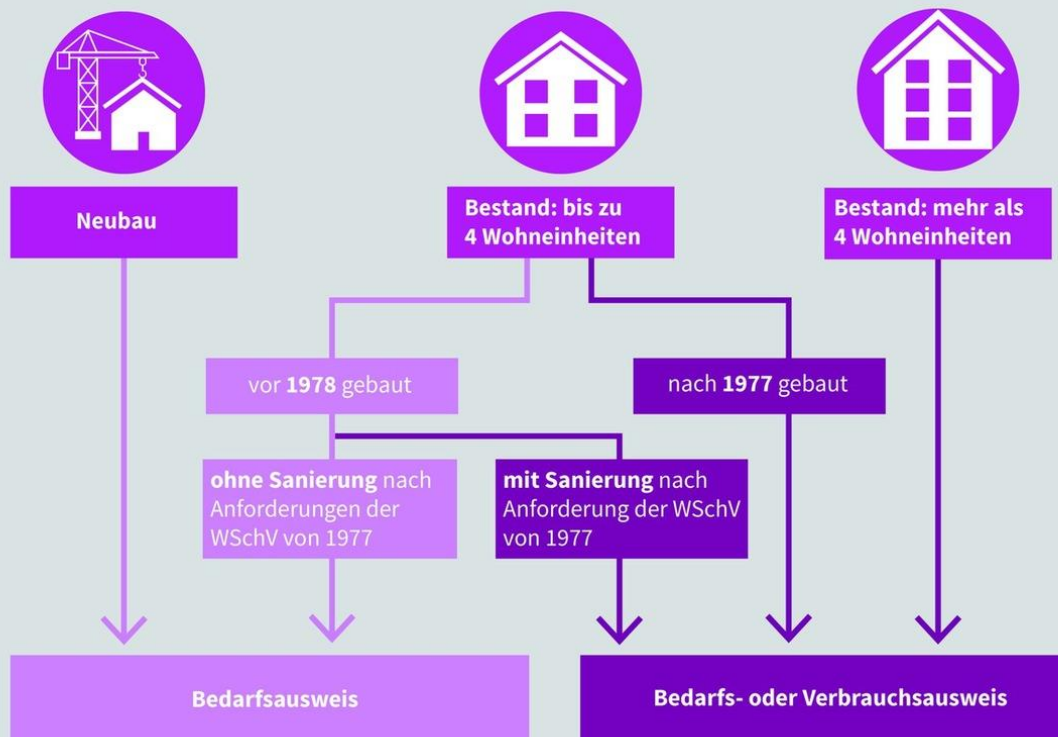 Neubau
Bestand: bis zu
4 Wohneinheiten
Bestand: mehr als
4 Wohneinheiten
vor 1978 gebaut
nach 1977 gebaut
ohne Sanierung nach
Anforderungen der
WSchV von 1977
mit Sanierung nach
Anforderung der WSchV
von 1977
Bedarfsausweis
Bedarfs- oder Verbrauchsausweis